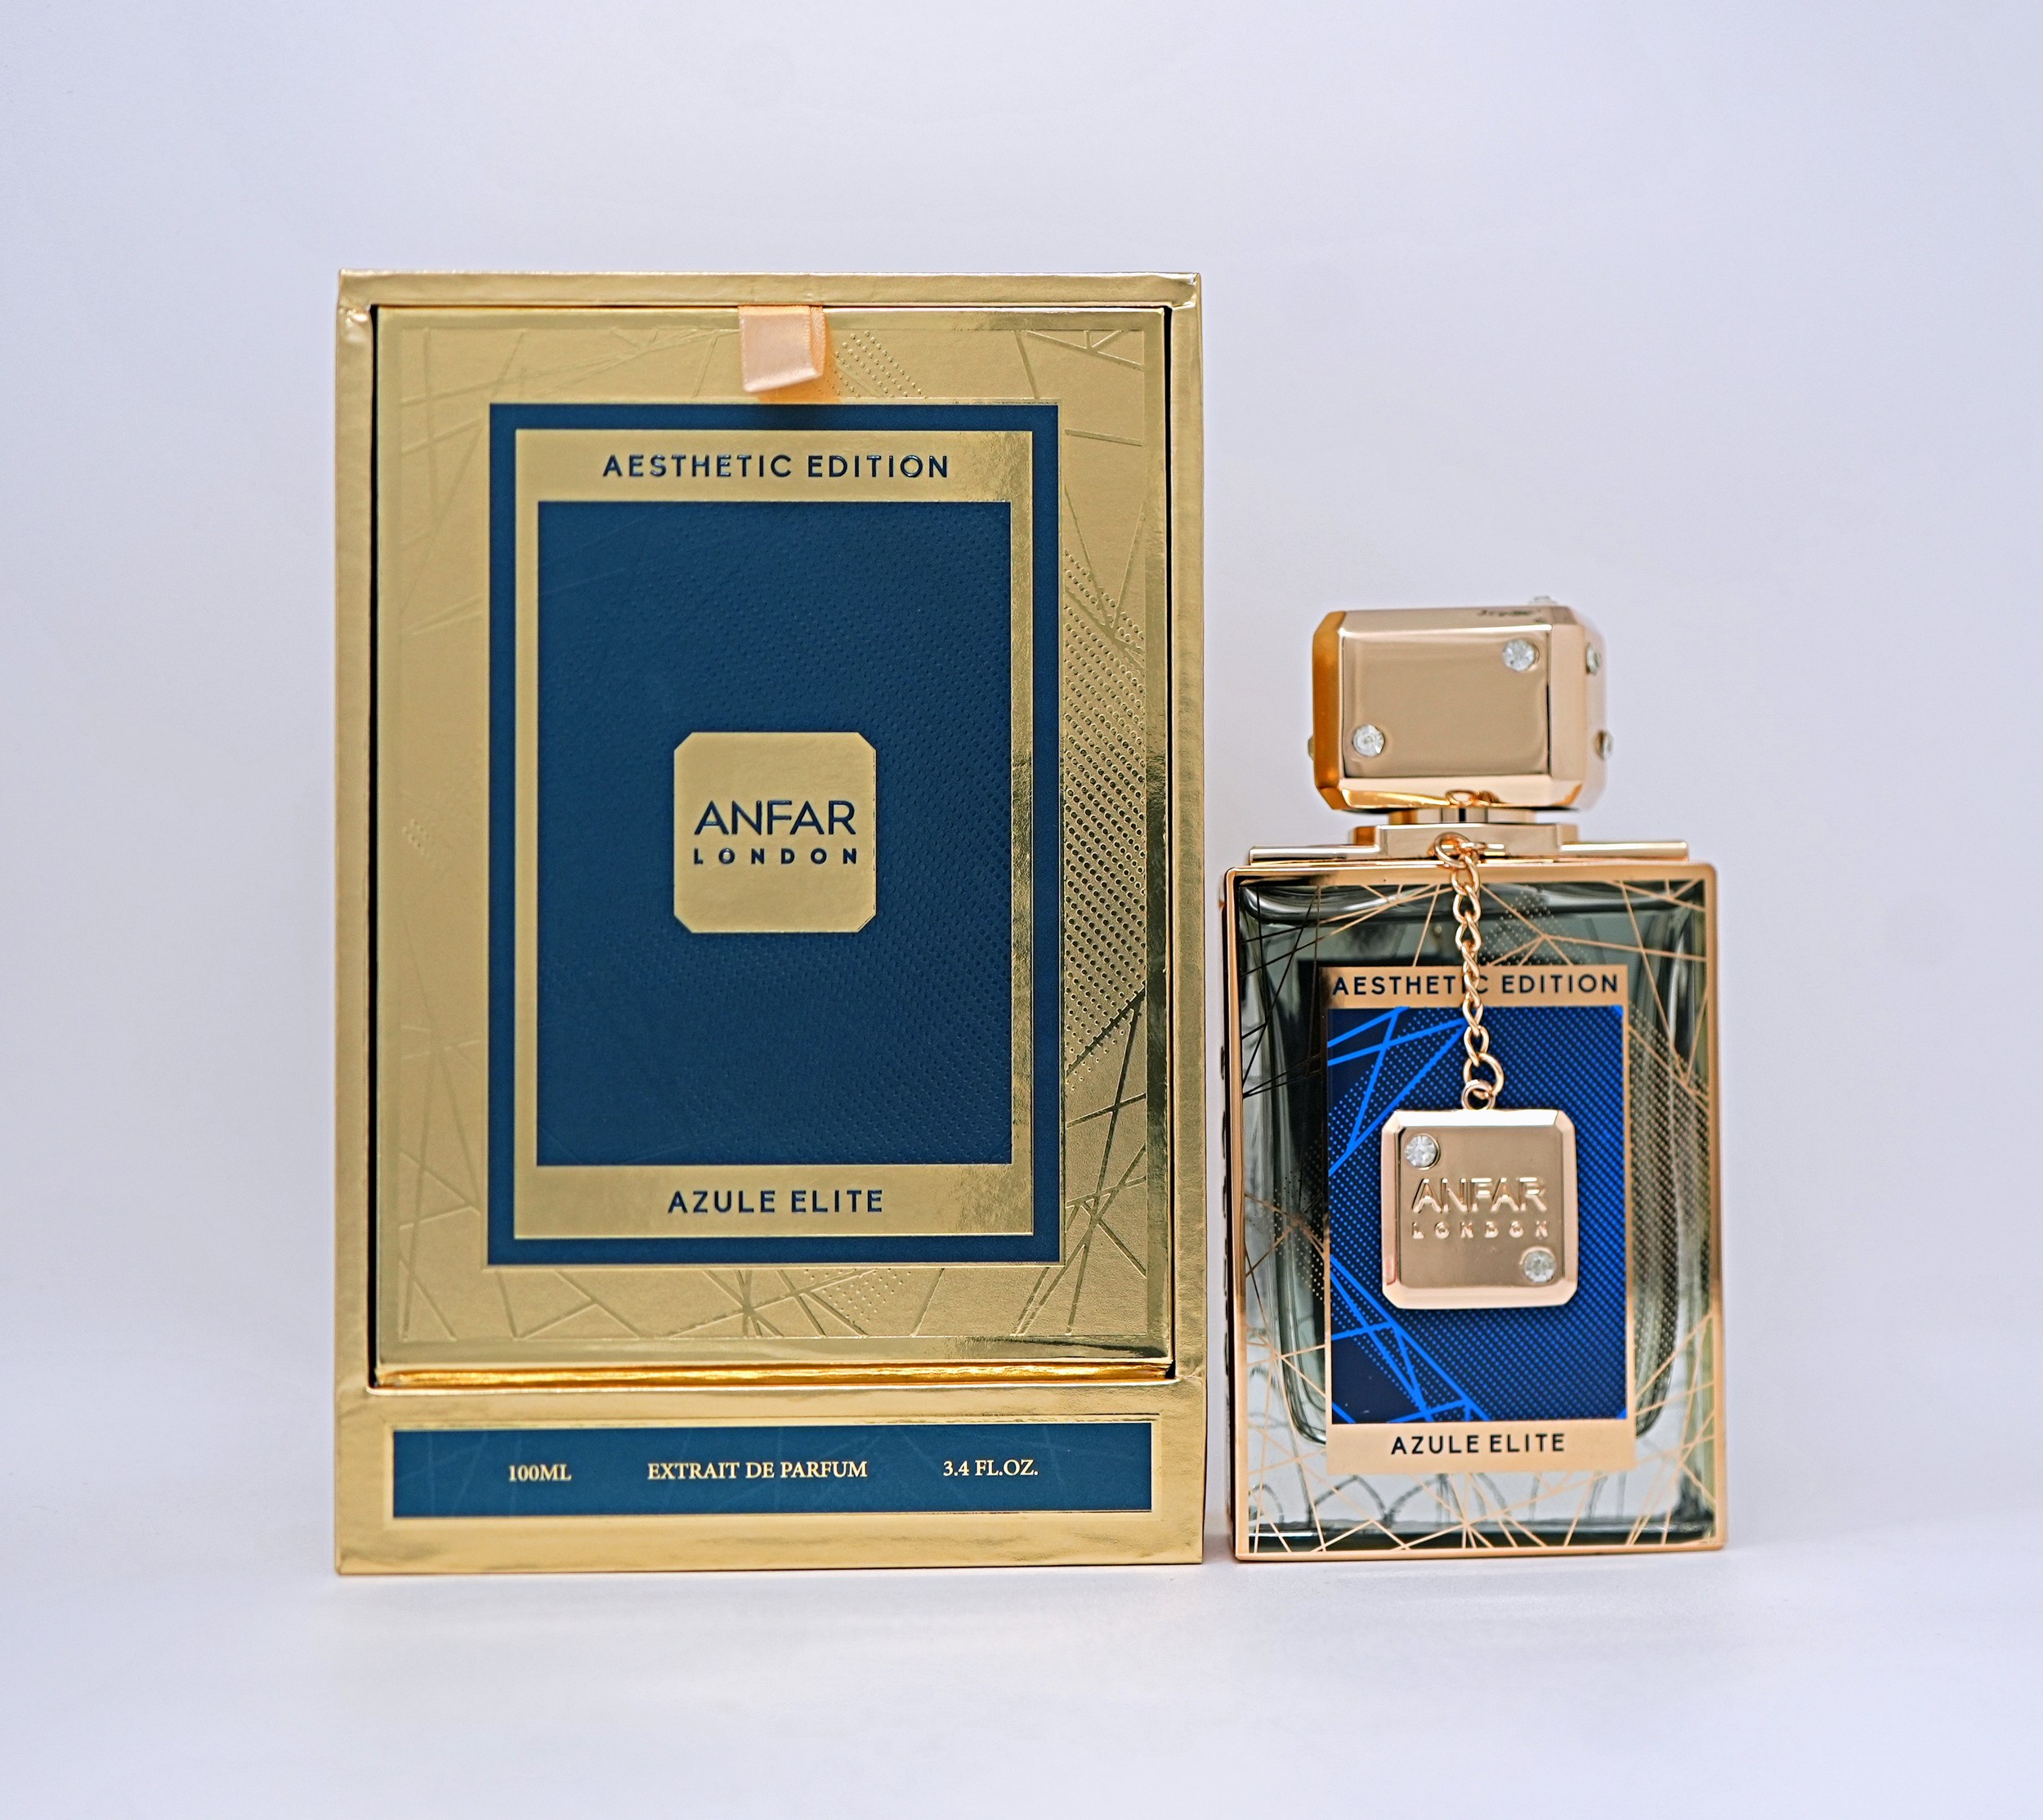 AESTHETIC EDITION
ANFAR
LONDON
AZULE ELITE
100ML EXTRAIT DE PARFUM 3.4 FL.OZ.
AESTHETIC EDITION
ANFAR
LONDON
AZULE ELITE